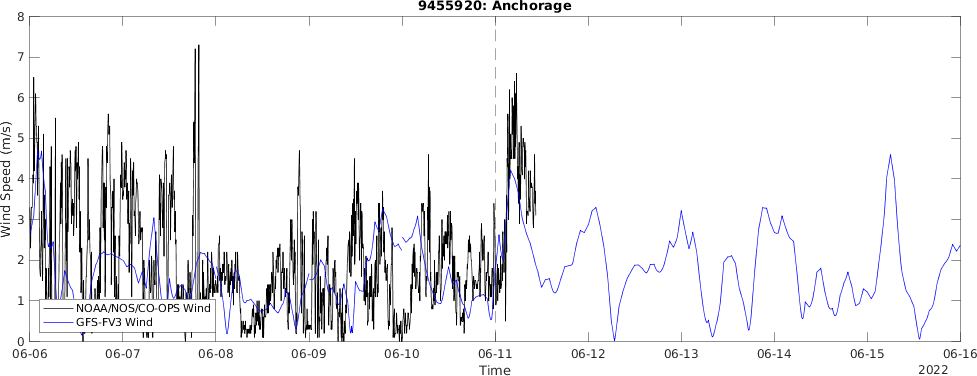 9455920: Anchorage
8
7
6
5
4
3
2
1
0
Wind Speed (m/s)
NOAA/NOS/CO-OPS Wind
GFS-FV3 Wind
06-06 06-07 06-08 06-09 06-10 06-11 06-12 06-13 06-14 06-15 06-16
Time
2022